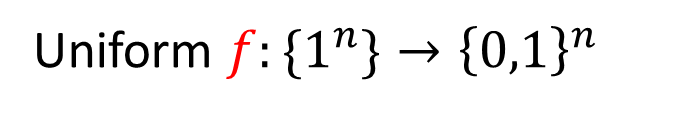 Uniform 𝑓: {1ⁿ} → {0,1}ⁿ